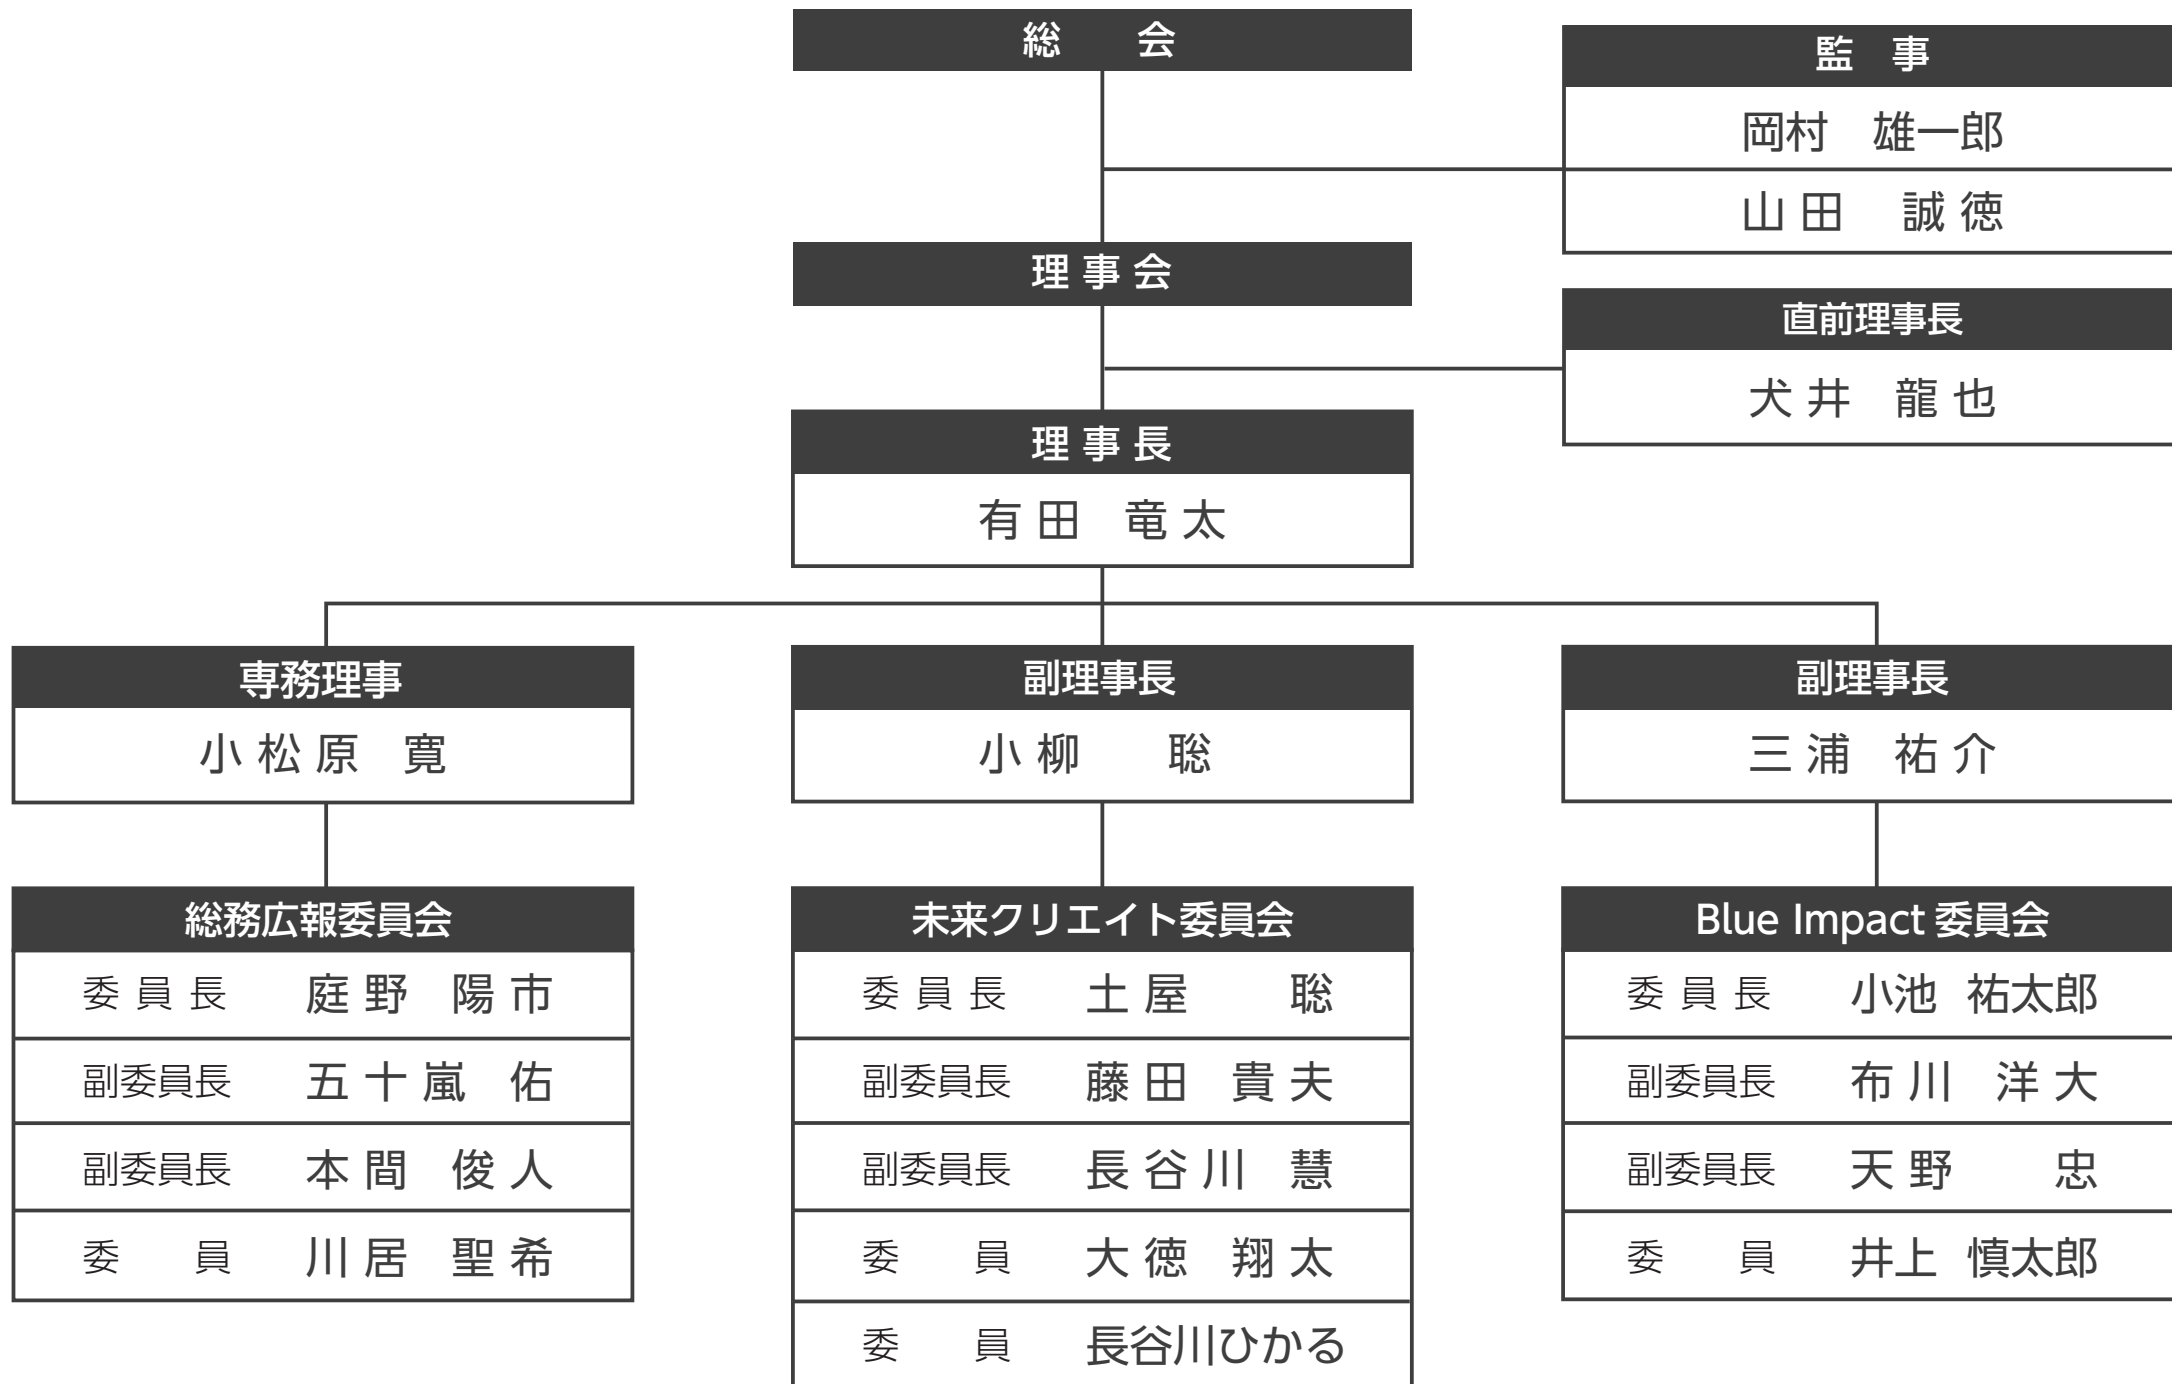 総　会
監　事
岡村　雄一郎
山田　誠徳
理事会
直前理事長
犬井　龍也
理事長
有田　竜太
専務理事
小松原　寛
副理事長
小柳　聡
副理事長
三浦　祐介
総務広報委員会
委員長　庭野　陽市
副委員長　五十嵐　佑
副委員長　本間　俊人
委　員　川居　聖希
未来クリエイト委員会
委員長　土屋　聡
副委員長　藤田　貴夫
副委員長　長谷川　慧
委　員　大徳　翔太
委　員　長谷川ひかる
Blue Impact 委員会
委員長　小池　祐太郎
副委員長　布川　洋大
副委員長　天野　忠
委　員　井上　慎太郎